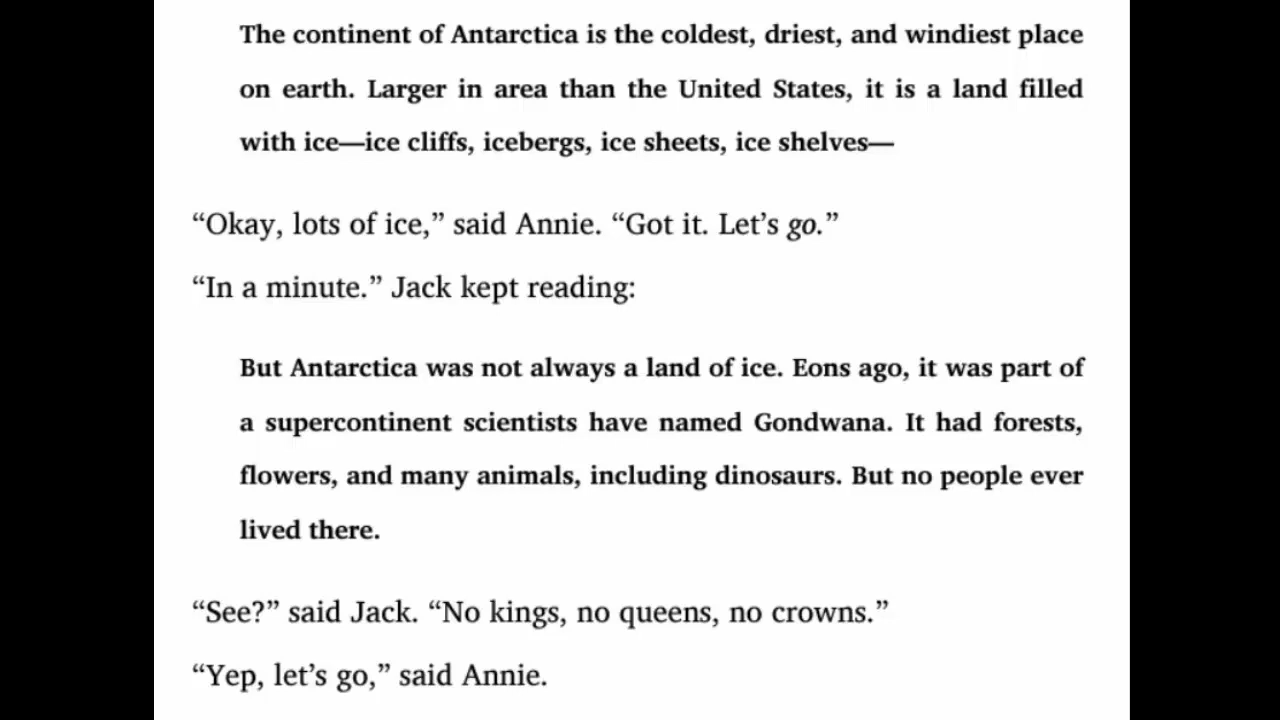 The continent of Antarctica is the coldest, driest, and windiest place
on earth. Larger in area than the United States, it is a land filled
with ice—ice cliffs, icebergs, ice sheets, ice shelves—
“Okay, lots of ice,” said Annie. “Got it. Let’s go.”
“In a minute.” Jack kept reading:
But Antarctica was not always a land of ice. Eons ago, it was part of
a supercontinent scientists have named Gondwana. It had forests,
flowers, and many animals, including dinosaurs. But no people ever
lived there.
“See?” said Jack. “No kings, no queens, no crowns.”
“Yep, let’s go,” said Annie.